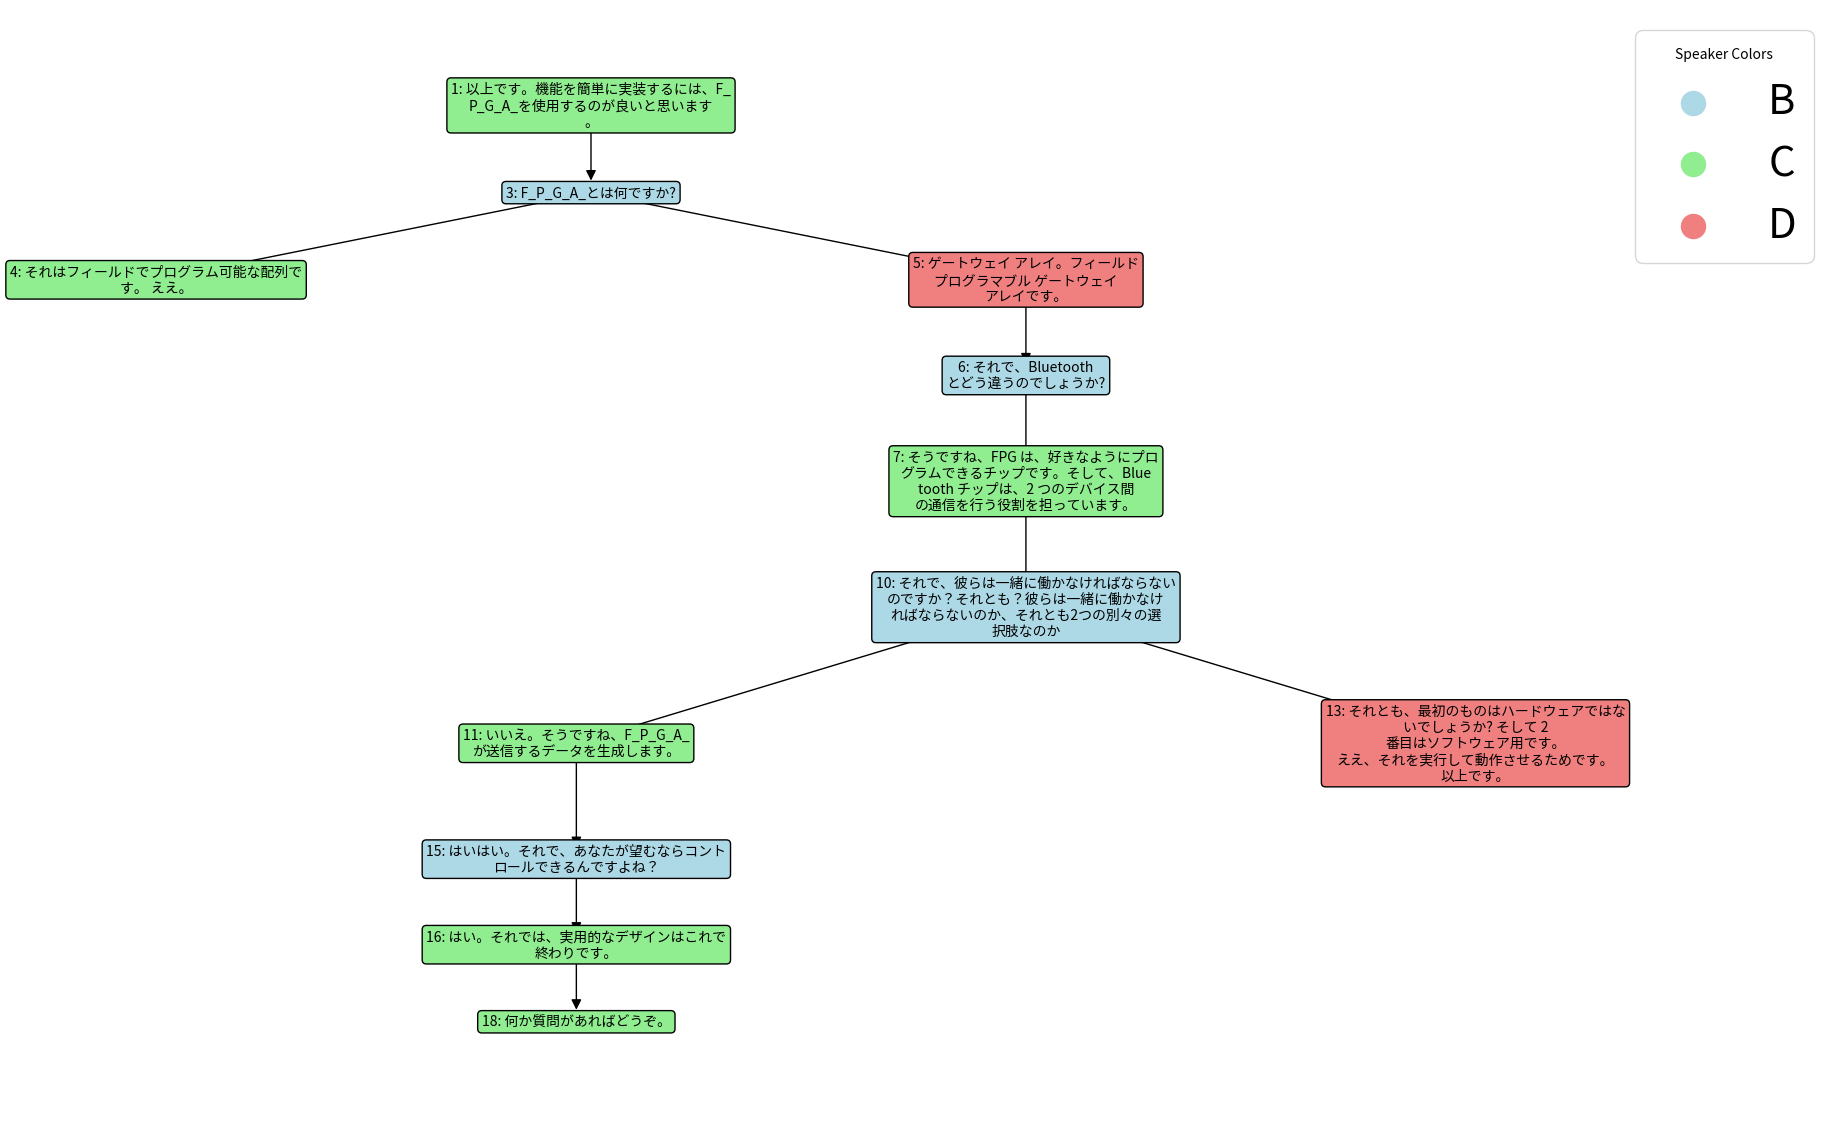 1: 以上です。機能を簡単に実装するには、F_
P_G_A_を使用するのが良いと思います
。
3: F_P_G_A_とは何ですか?
4: それはフィールドでプログラム可能な配列で
す。 ええ。
5: ゲートウェイ アレイ。フィールド
プログラマブル ゲートウェイ
アレイです。
6: それで、Bluetooth
とどう違うのでしょうか?
7: そうですね、FPG は、好きなようにプロ
グラムできるチップです。そして、Blue
tooth チップは、2 つのデバイス間
の通信を行う役割を担っています。
10: それで、彼らは一緒に働かなければならない
のですか？それとも？彼らは一緒に働かなけ
ればならないのか、それとも2つの別々の選
択肢なのか
11: いいえ。そうですね、F_P_G_A_
が送信するデータを生成します。
13: それとも、最初のものはハードウェアではな
いでしょうか? そして 2
番目はソフトウェア用です。
ええ、それを実行して動作させるためです。
以上です。
15: はいはい。それで、あなたが望むならコント
ロールできるんですよね？
16: はい。それでは、実用的なデザインはこれで
終わりです。
18: 何か質問があればどうぞ。
Speaker Colors
B
C
D